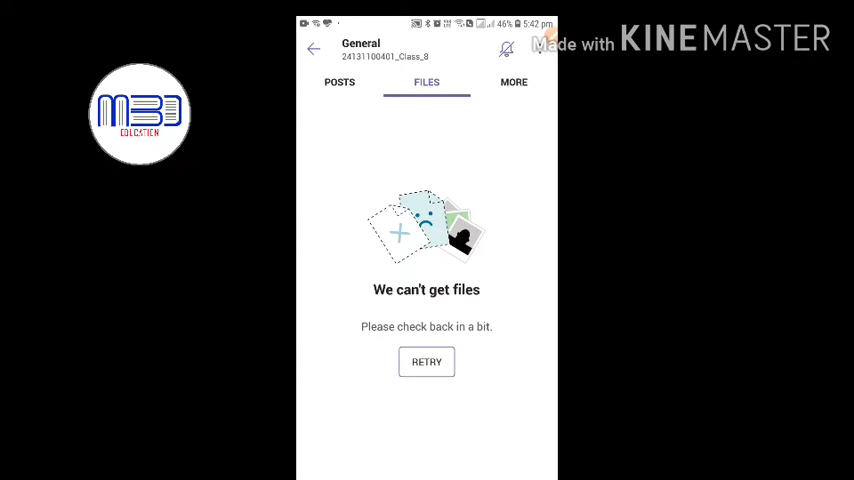 46% 5:42 pm
General
24131100401_Class_8
Made with KINEMASTER
POSTS FILES MORE
MBD
EDUCATION
We can't get files
Please check back in a bit.
RETRY